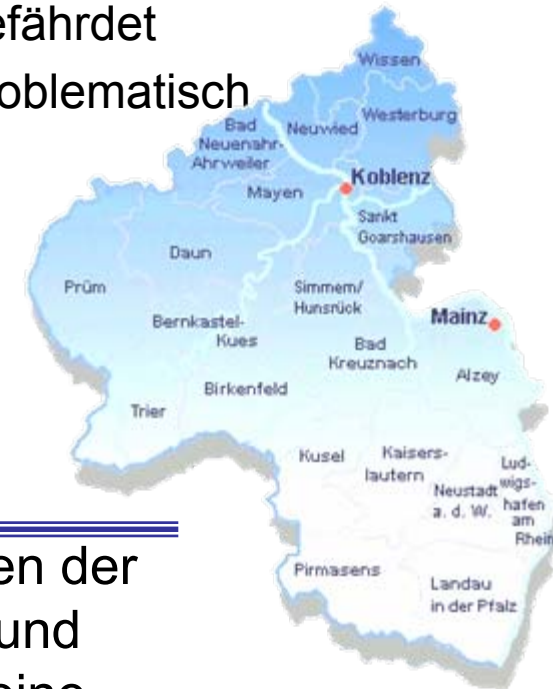 efährdet
oblematisch
Wissen
Westerburg
Bad
Neuenahr-
Ahrweiler
Neuwied
Koblenz
Mayen
Sankt
Goarshausen
Daun
Prüm
Simmern/
Hunsrück
Mainz
Bernkastel-
Kues
Bad
Kreuznach
Alzey
Birkenfeld
Trier
Kusel
Kaisers-
lautern
Lud-
wigs-
hafen
am
Rhein
Neustadt
a. d. W.
Pirmasens
Landau
in der Pfalz
en der
und